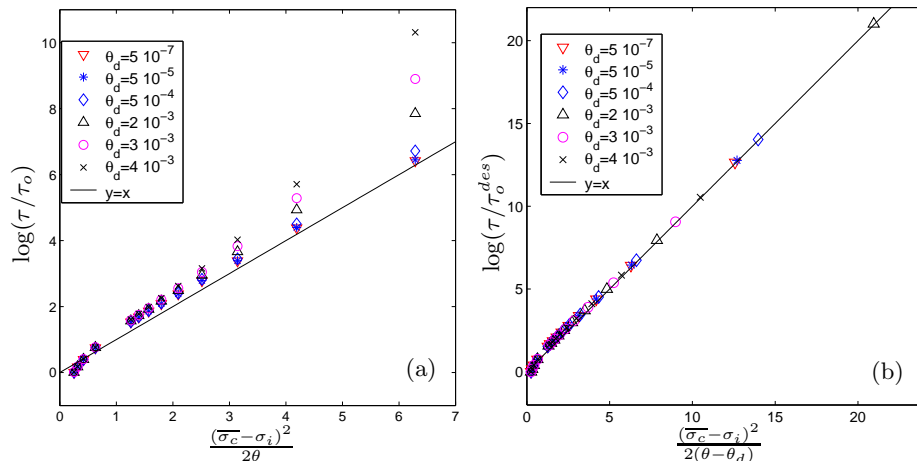 log(τ/τ_o)
10
8
6
4
2
0
θ_d=5 10^-7
θ_d=5 10^-5
θ_d=5 10^-4
θ_d=2 10^-3
θ_d=3 10^-3
θ_d=4 10^-3
y=x
(a)
0 1 2 3 4 5 6 7
(σ_c−σ_i)^2
2θ
log(τ/τ_o^des)
20
15
10
5
0
θ_d=5 10^-7
θ_d=5 10^-5
θ_d=5 10^-4
θ_d=2 10^-3
θ_d=3 10^-3
θ_d=4 10^-3
y=x
(b)
0 5 10 15 20
(σ_c−σ_i)^2
2(θ−θ_d)